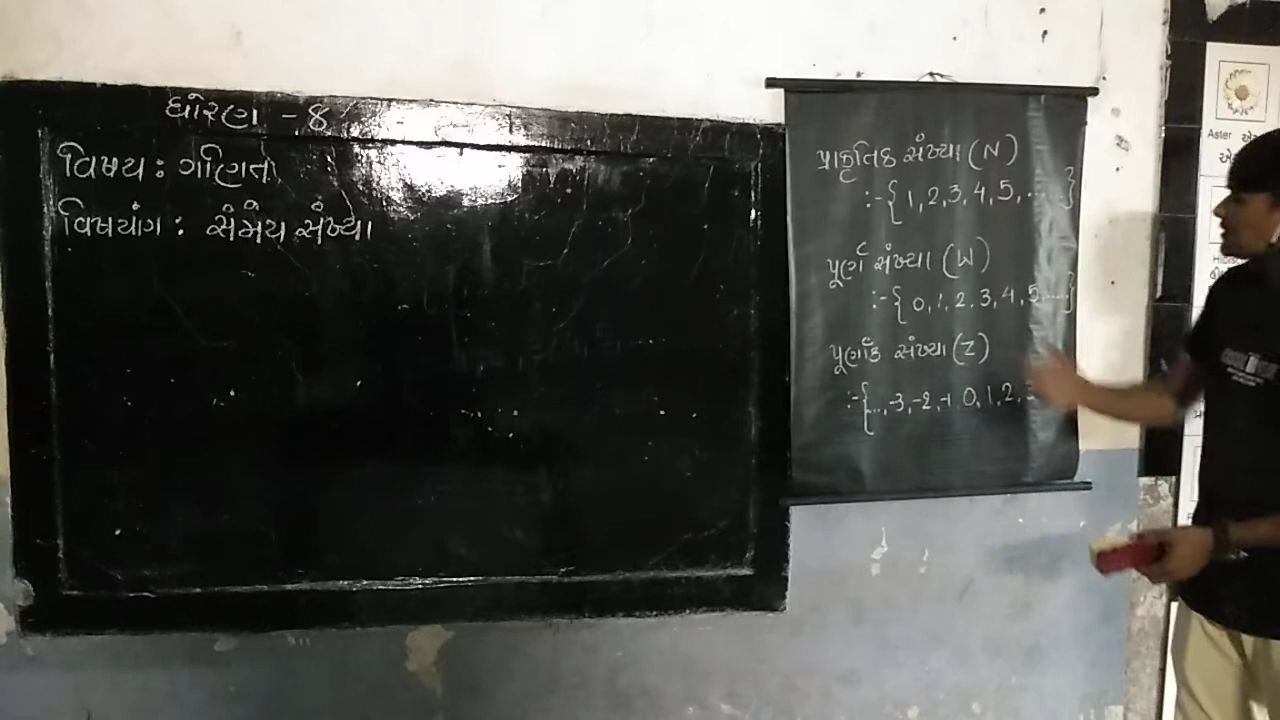 ધોરણ - 8
વિષય : ગણિત
વિષયાંગ : સંમેય સંખ્યા
પ્રાકૃતિક સંખ્યા (N)
:- { 1, 2, 3, 4, 5, ... }
પૂર્ણ સંખ્યા (W)
:- { 0, 1, 2, 3, 4, 5, ..... }
પૂર્ણાંક સંખ્યા (Z)
:- { ..., -3, -2, -1 0, 1, 2,
Aster